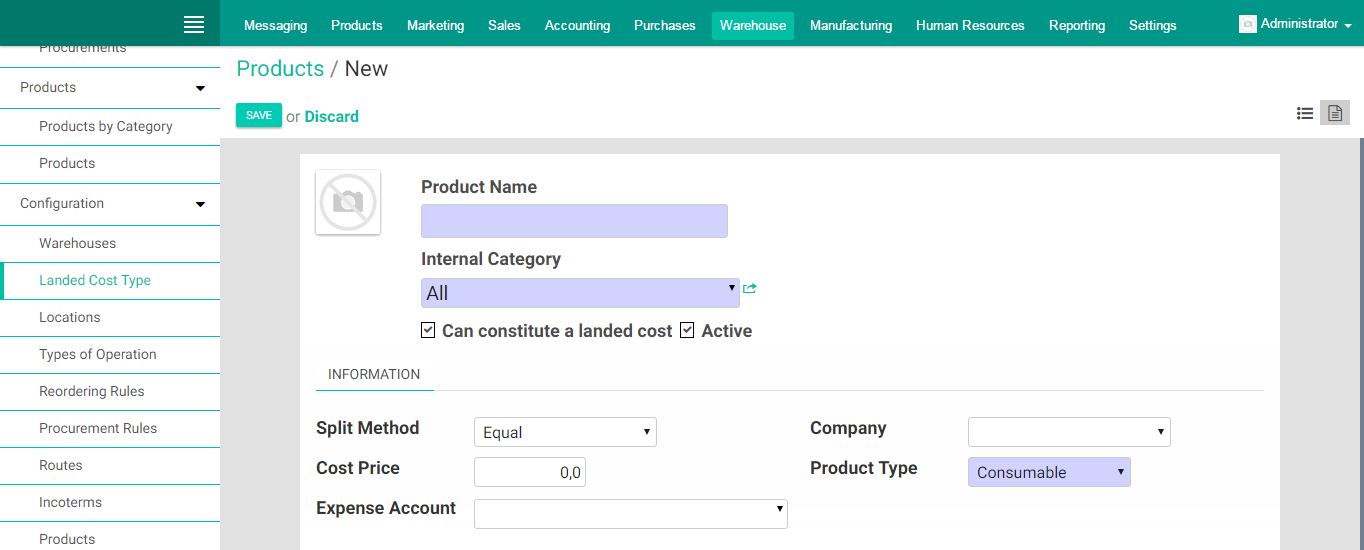 Messaging Products Marketing Sales Accounting Purchases Warehouse Manufacturing Human Resources Reporting Settings Administrator
Procurements
Products
Products by Category
Products
Configuration
Warehouses
Landed Cost Type
Locations
Types of Operation
Reordering Rules
Procurement Rules
Routes
Incoterms
Products
Products / New
SAVE or Discard
Product Name
Internal Category
All
Can constitute a landed cost Active
INFORMATION
Split Method Equal Company
Cost Price 0,0 Product Type Consumable
Expense Account